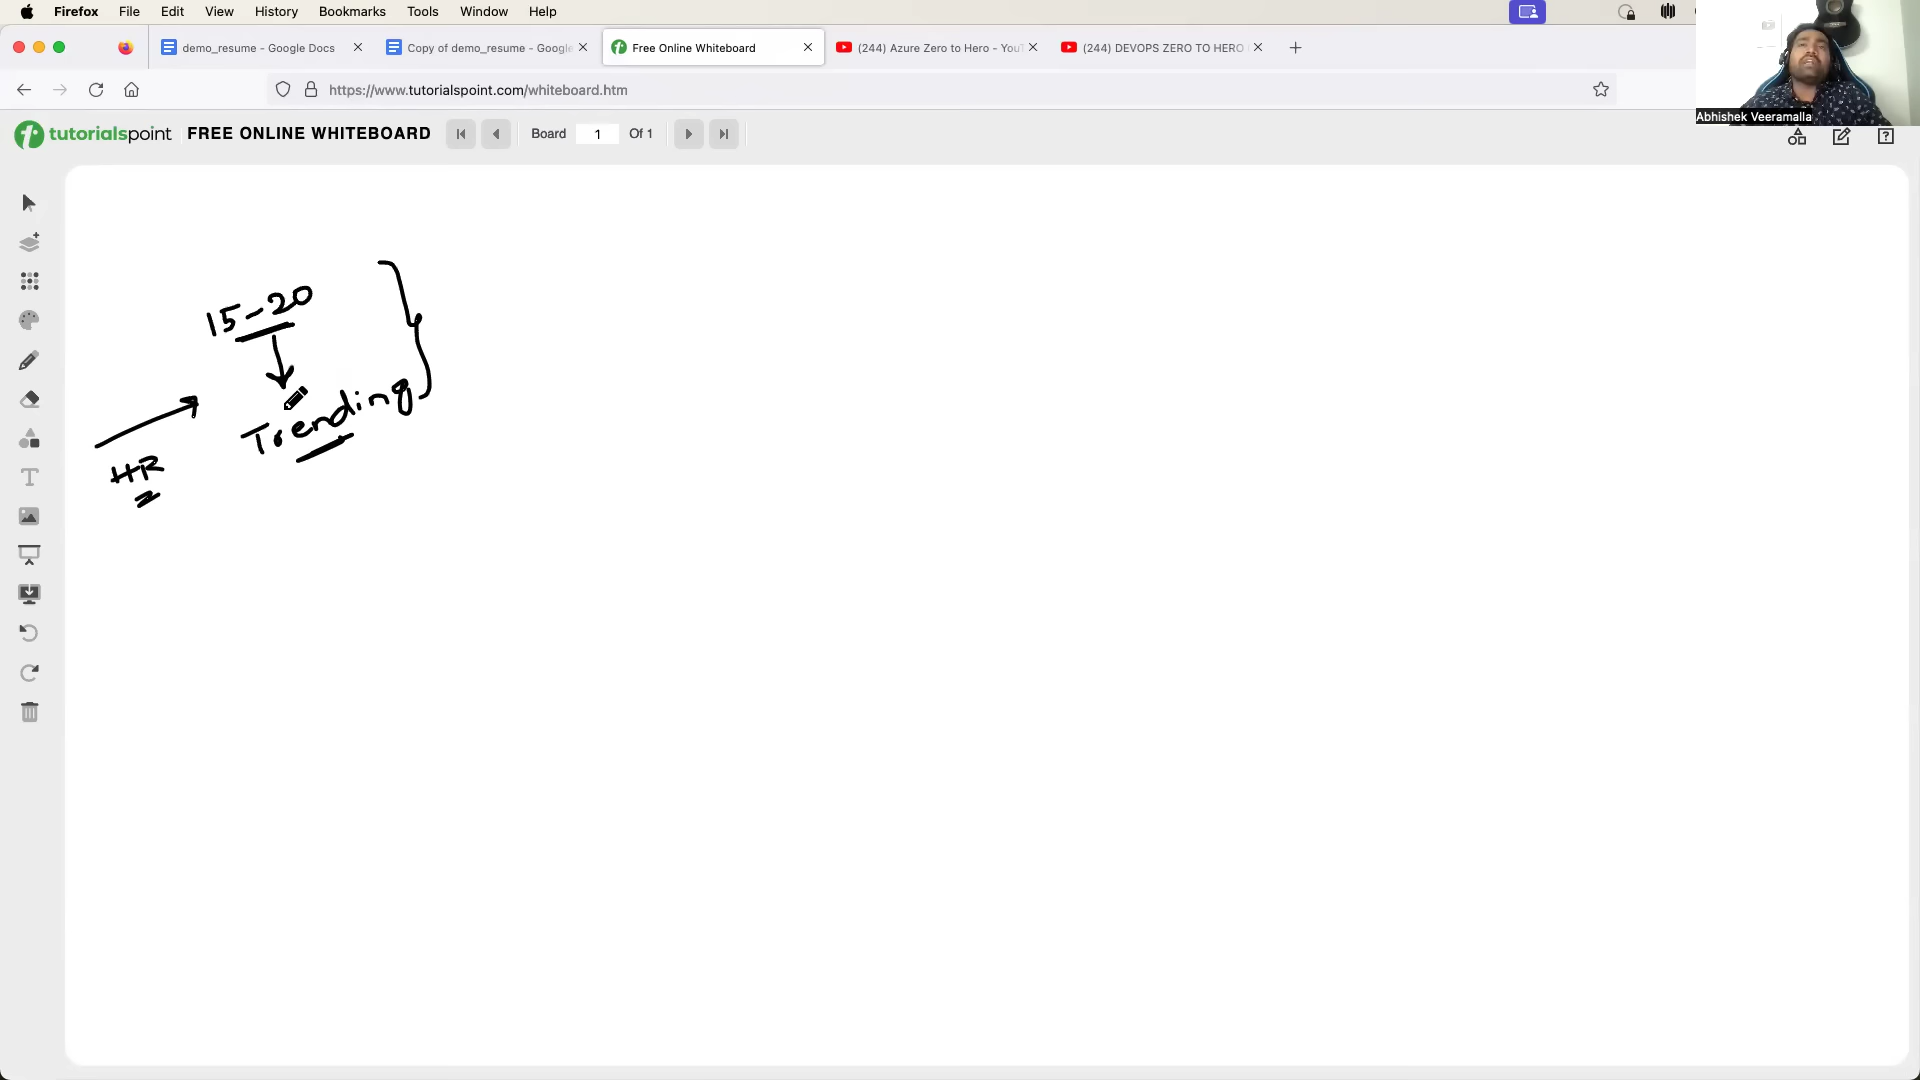 Firefox File Edit View History Bookmarks Tools Window Help
demo_resume - Google Docs
Copy of demo_resume - Google
Free Online Whiteboard
(244) Azure Zero to Hero - YouT
(244) DEVOPS ZERO TO HERO
https://www.tutorialspoint.com/whiteboard.htm
Abhishek Veeramalla
tutorialspoint FREE ONLINE WHITEBOARD Board 1 Of 1
15-20
Trending
HR